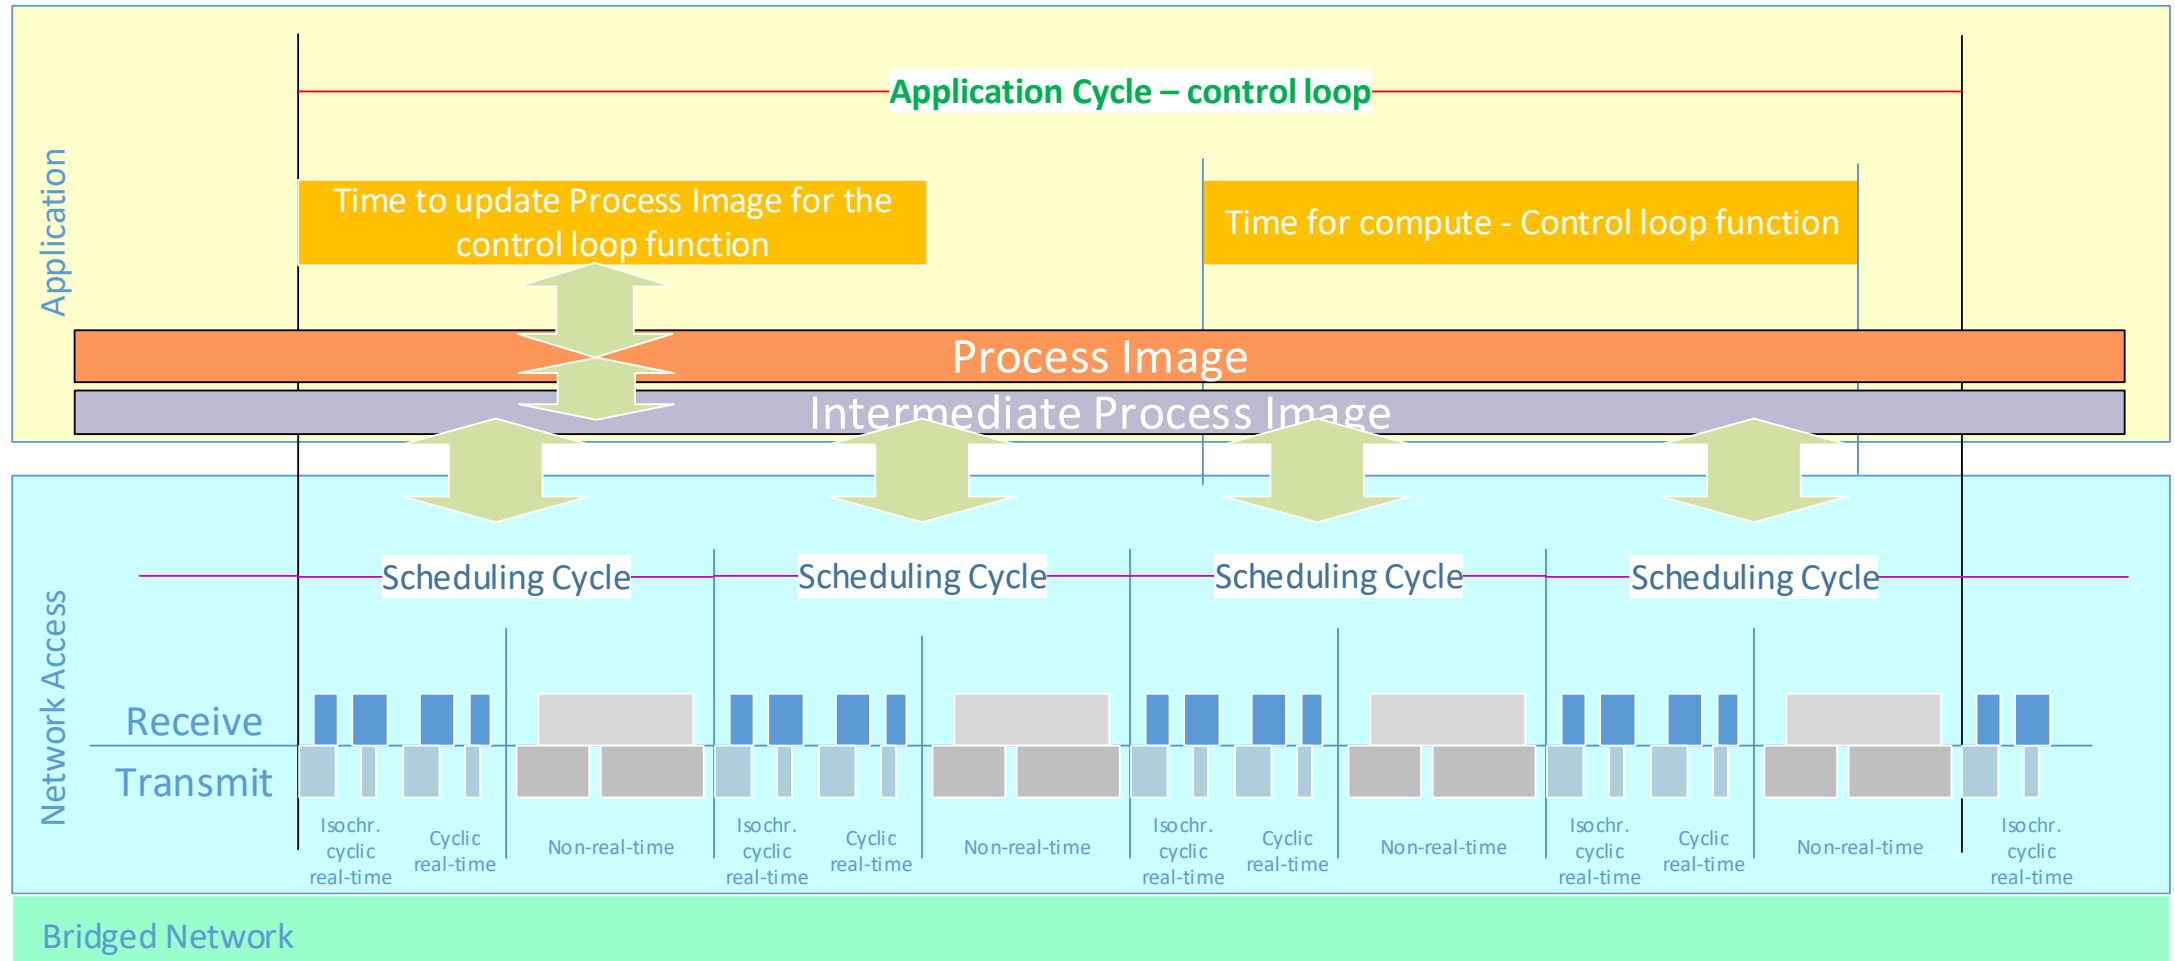 Application Cycle – control loop
Application
Time to update Process Image for the
control loop function
Time for compute - Control loop function
Process Image
Intermediate Process Image
Network Access
Scheduling Cycle
Scheduling Cycle
Scheduling Cycle
Scheduling Cycle
Receive
Transmit
Isochr.
cyclic
real-time
Cyclic
real-time
Non-real-time
Isochr.
cyclic
real-time
Cyclic
real-time
Non-real-time
Isochr.
cyclic
real-time
Cyclic
real-time
Non-real-time
Isochr.
cyclic
real-time
Cyclic
real-time
Non-real-time
Isochr.
cyclic
real-time
Bridged Network